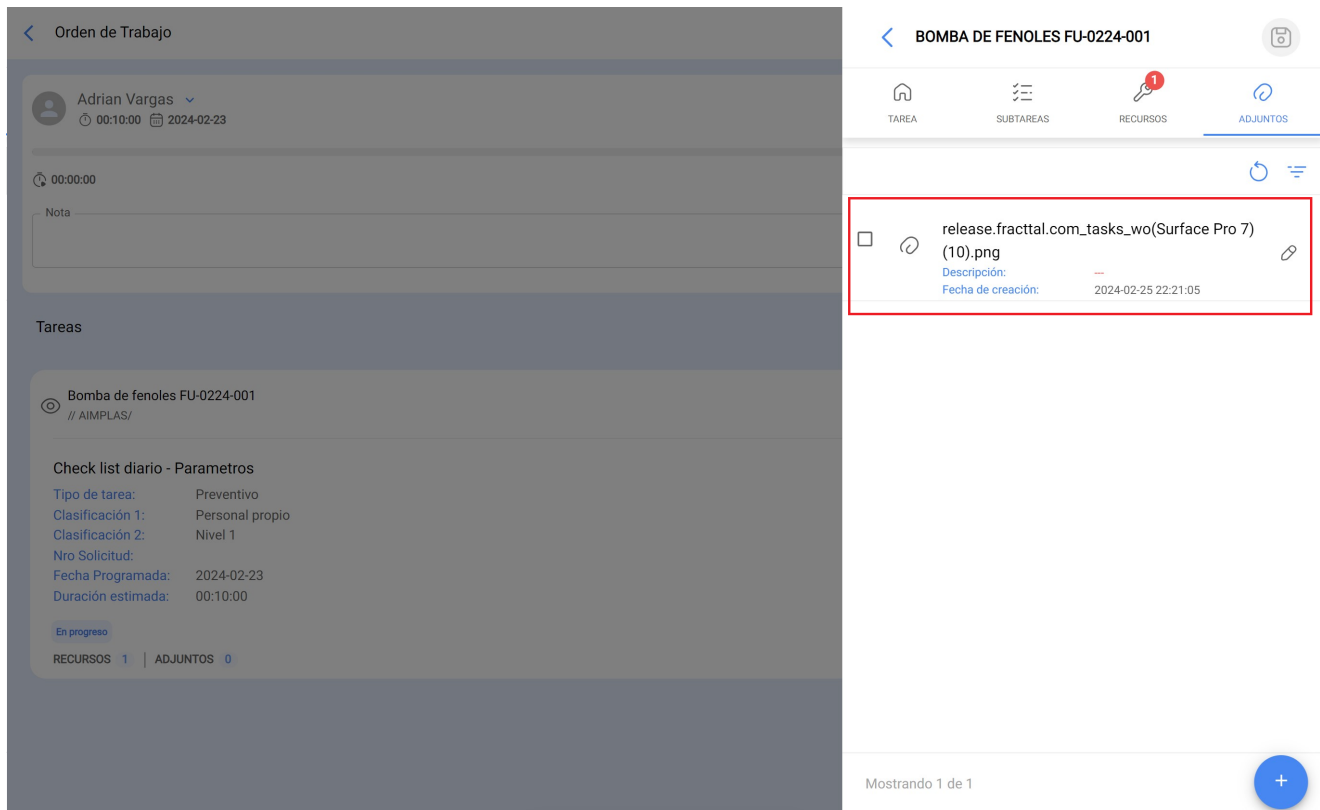 Orden de Trabajo
Adrian Vargas
00:10:00 2024-02-23
00:00:00
Nota
Tareas
Bomba de fenoles FU-0224-001
// AIMPLAS/
Check list diario - Parametros
Tipo de tarea: Preventivo
Clasificación 1: Personal propio
Clasificación 2: Nivel 1
Nro Solicitud:
Fecha Programada: 2024-02-23
Duración estimada: 00:10:00
En progreso
RECURSOS 1 | ADJUNTOS 0
BOMBA DE FENOLES FU-0224-001
1
TAREA SUBTAREAS RECURSOS ADJUNTOS
release.fracttal.com_tasks_wo(Surface Pro 7)
(10).png
Descripción: ---
Fecha de creación: 2024-02-25 22:21:05
Mostrando 1 de 1
+